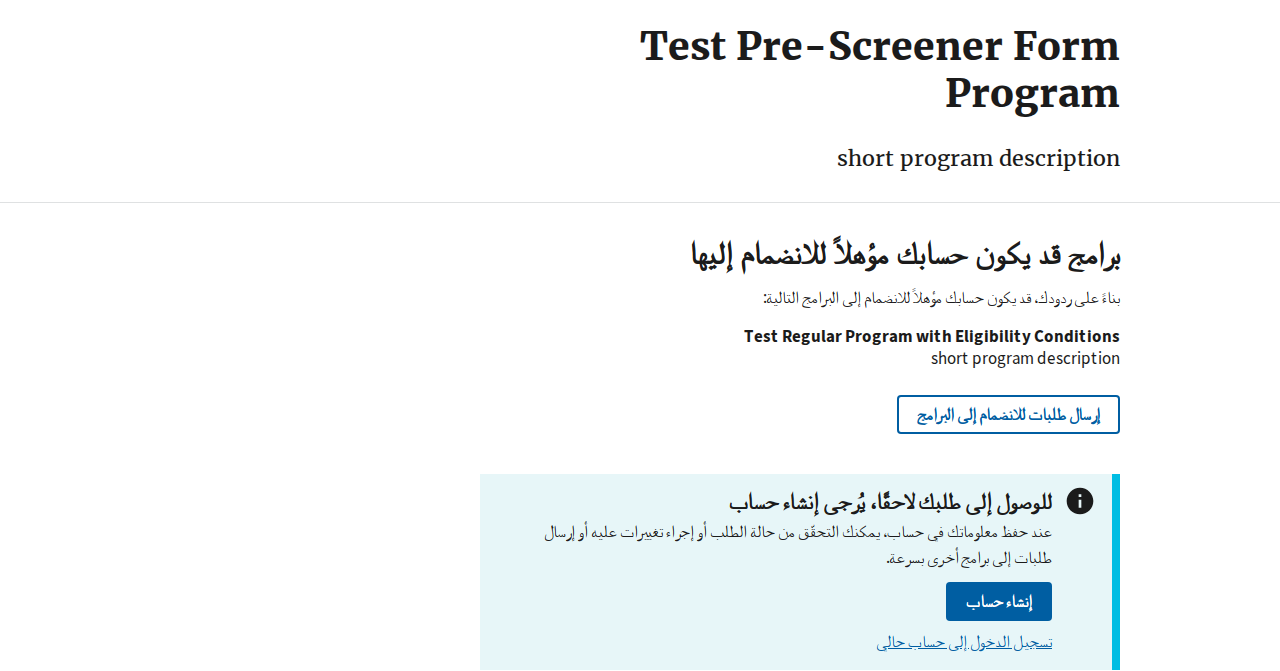 Test Pre-Screener Form
Program
short program description
برامج قد يكون حسابك مؤهلاً للانضمام إليها
بناءً على ردودك، قد يكون حسابك مؤهلاً للانضمام إلى البرامج التالية:
Test Regular Program with Eligibility Conditions
short program description
إرسال طلبات للانضمام إلى البرامج
للوصول إلى طلبك لاحقًا، يُرجى إنشاء حساب
عند حفظ معلوماتك في حساب، يمكنك التحقّق من حالة الطلب أو إجراء تغييرات عليه أو إرسال
طلبات إلى برامج أخرى بسرعة.
إنشاء حساب
تسجيل الدخول إلى حساب حالي